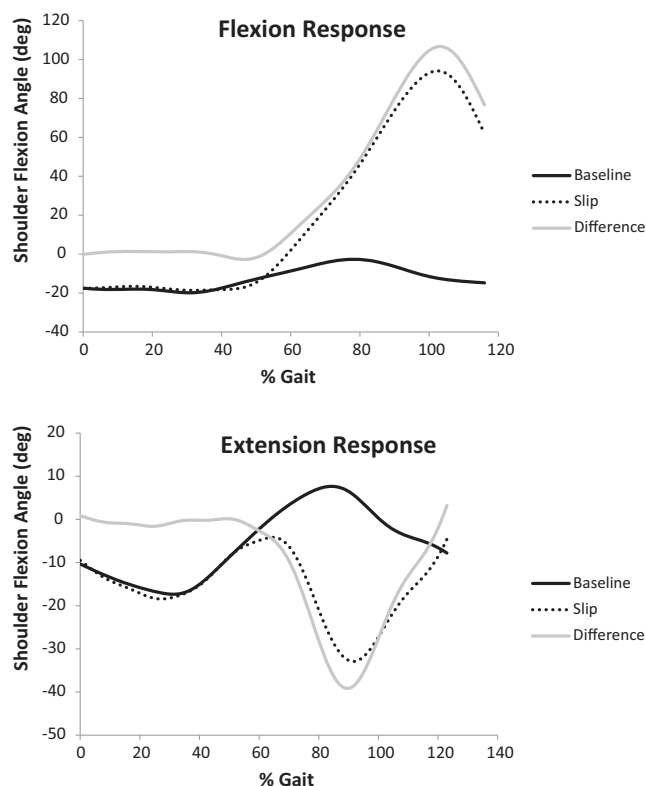 Flexion Response
Shoulder Flexion Angle (deg)
120
100
80
60
40
20
0
-20
-40
0 20 40 60 80 100 120
% Gait
Baseline
Slip
Difference
Extension Response
Shoulder Flexion Angle (deg)
20
10
0
-10
-20
-30
-40
-50
0 20 40 60 80 100 120 140
% Gait
Baseline
Slip
Difference